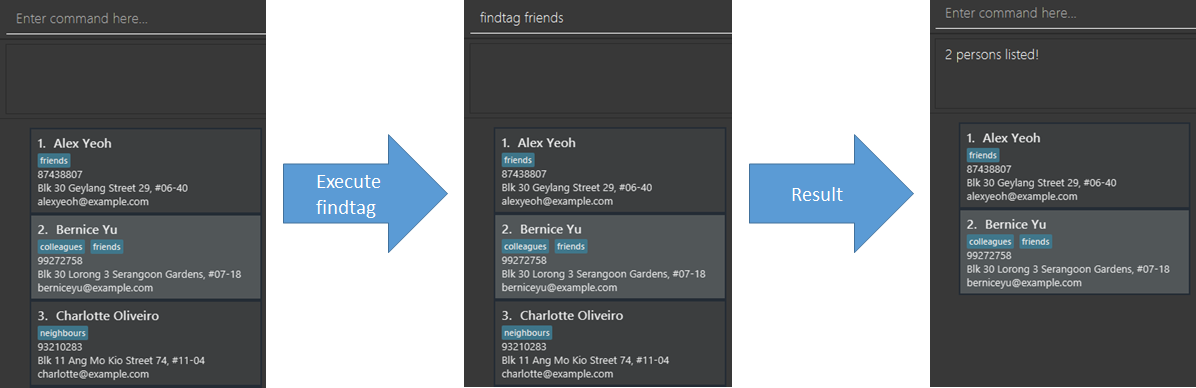 Enter command here...
1. Alex Yeoh
friends
87438807
Blk 30 Geylang Street 29, #06-40
alexyeoh@example.com
2. Bernice Yu
colleagues friends
99272758
Blk 30 Lorong 3 Serangoon Gardens, #07-18
berniceyu@example.com
3. Charlotte Oliveiro
neighbours
93210283
Blk 11 Ang Mo Kio Street 74, #11-04
charlotte@example.com
Execute
findtag
findtag friends
1. Alex Yeoh
friends
87438807
Blk 30 Geylang Street 29, #06-40
alexyeoh@example.com
2. Bernice Yu
colleagues friends
99272758
Blk 30 Lorong 3 Serangoon Gardens, #07-18
berniceyu@example.com
3. Charlotte Oliveiro
neighbours
93210283
Blk 11 Ang Mo Kio Street 74, #11-04
charlotte@example.com
Result
Enter command here...
2 persons listed!
1. Alex Yeoh
friends
87438807
Blk 30 Geylang Street 29, #06-40
alexyeoh@example.com
2. Bernice Yu
colleagues friends
99272758
Blk 30 Lorong 3 Serangoon Gardens, #07-18
berniceyu@example.com